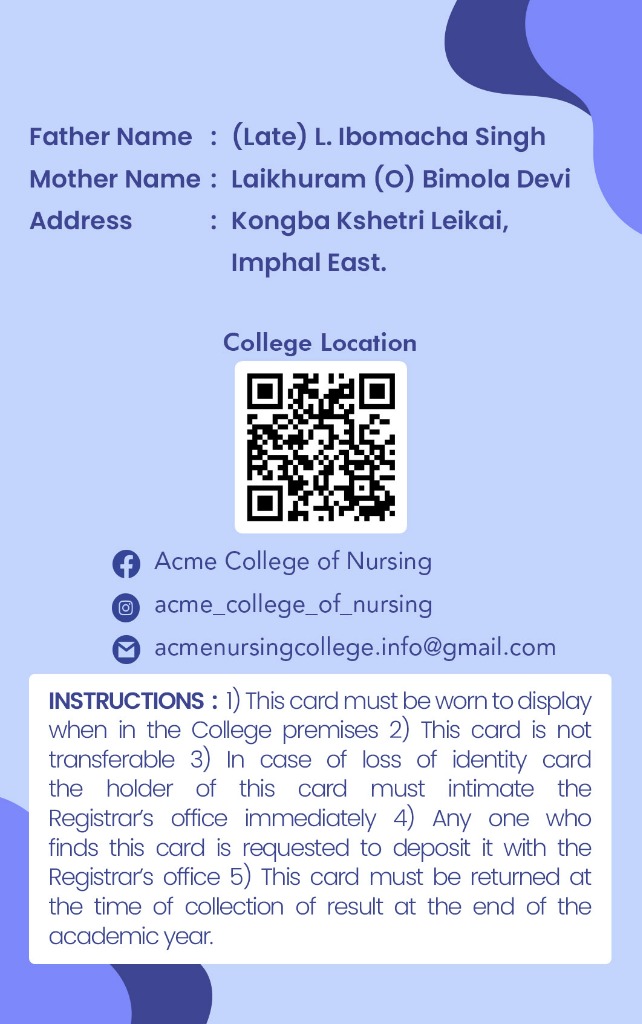 Father Name : (Late) L. Ibomacha Singh
Mother Name : Laikhuram (O) Bimola Devi
Address : Kongba Kshetri Leikai,
Imphal East.
College Location
Acme College of Nursing
acme_college_of_nursing
acmenursingcollege.info@gmail.com
INSTRUCTIONS : 1) This card must be worn to display
when in the College premises 2) This card is not
transferable 3) In case of loss of identity card
the holder of this card must intimate the
Registrar's office immediately 4) Any one who
finds this card is requested to deposit it with the
Registrar's office 5) This card must be returned at
the time of collection of result at the end of the
academic year.